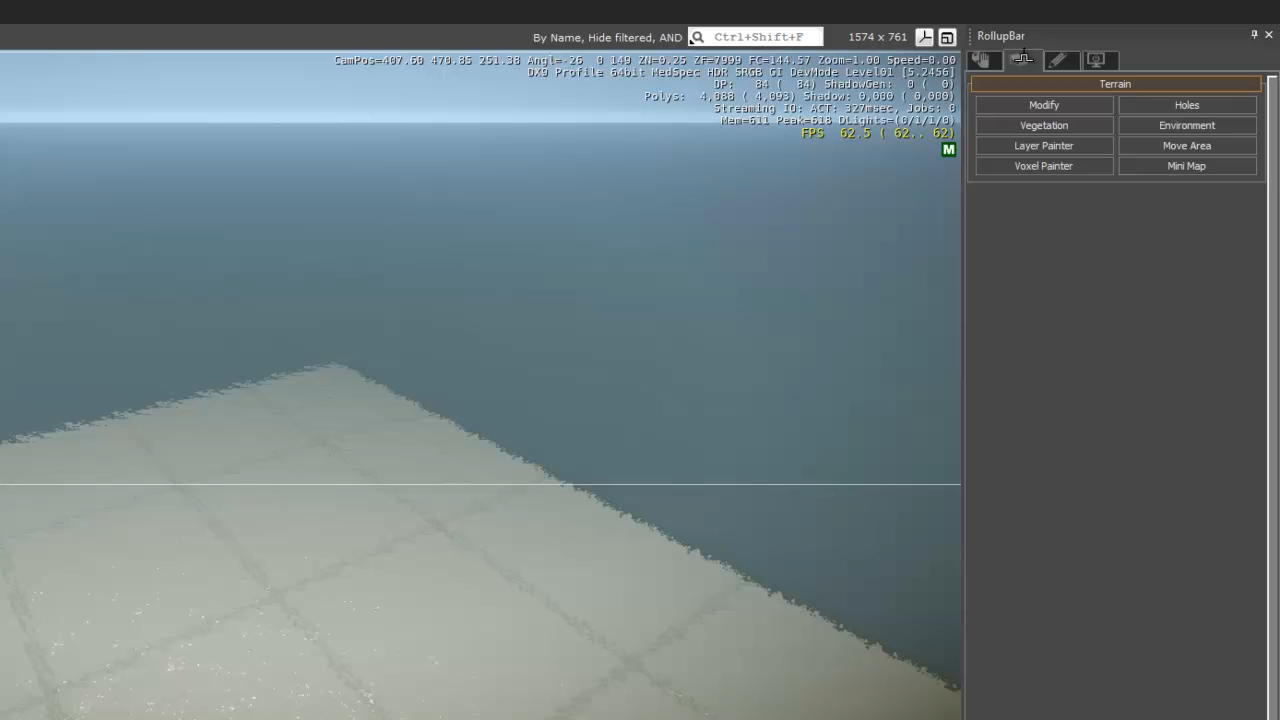 By Name, Hide filtered, AND
Ctrl+Shift+F
1574 x 761
RollupBar
CamPos=407.60 470.85 251.38 Angl=-26 0 149 ZN=0.25 ZF=7999 FC=144.57 Zoom=1.00 Speed=0.00
DX9 Profile 64bit MedSpec HDR SRGB GI DevMode Level01 [5.2456]
DP: 84 ( 84) ShadowGen: 0 ( 0)
Polys: 4,088 ( 4,093) Shadow: 0,000 ( 0,000)
Streaming IO: ACT: 327msec, Jobs: 0
Mem=611 Peak=618 DLights=(0/1/1/0)
FPS 62.5 ( 62.. 62)
M
Terrain
Modify
Holes
Vegetation
Environment
Layer Painter
Move Area
Voxel Painter
Mini Map